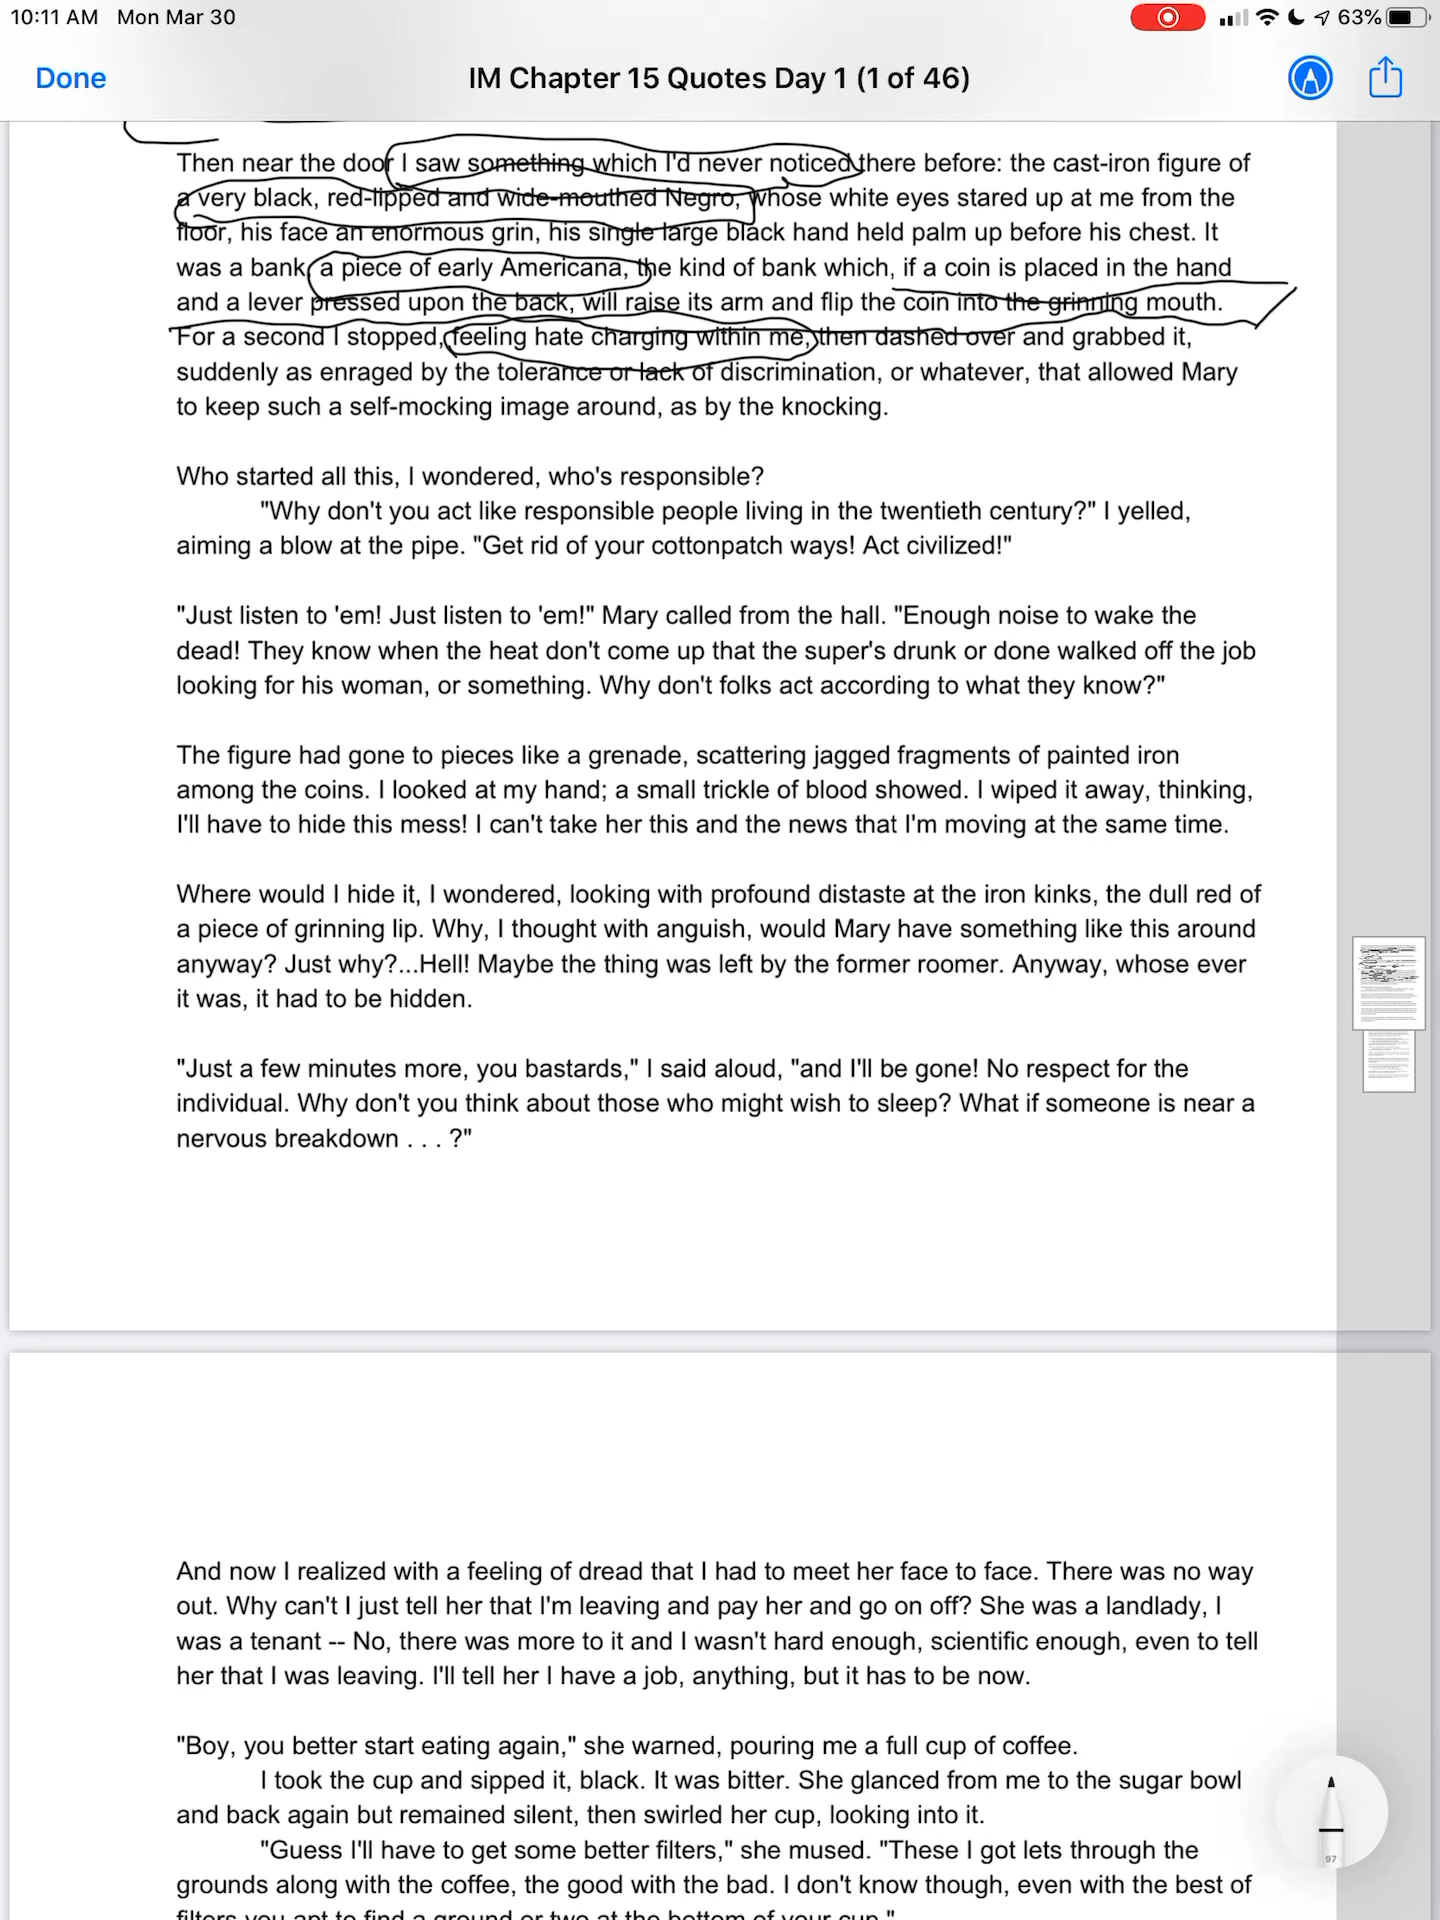 10:11 AM Mon Mar 30
63%
Done
IM Chapter 15 Quotes Day 1 (1 of 46)
Then near the door I saw something which I'd never noticed there before: the cast-iron figure of
a very black, red-lipped and wide-mouthed Negro, whose white eyes stared up at me from the
floor, his face an enormous grin, his single large black hand held palm up before his chest. It
was a bank, a piece of early Americana, the kind of bank which, if a coin is placed in the hand
and a lever pressed upon the back, will raise its arm and flip the coin into the grinning mouth.
For a second I stopped, feeling hate charging within me, then dashed over and grabbed it,
suddenly as enraged by the tolerance or lack of discrimination, or whatever, that allowed Mary
to keep such a self-mocking image around, as by the knocking.
Who started all this, I wondered, who's responsible?
"Why don't you act like responsible people living in the twentieth century?" I yelled,
aiming a blow at the pipe. "Get rid of your cottonpatch ways! Act civilized!"
"Just listen to 'em! Just listen to 'em!" Mary called from the hall. "Enough noise to wake the
dead! They know when the heat don't come up that the super's drunk or done walked off the job
looking for his woman, or something. Why don't folks act according to what they know?"
The figure had gone to pieces like a grenade, scattering jagged fragments of painted iron
among the coins. I looked at my hand; a small trickle of blood showed. I wiped it away, thinking,
I'll have to hide this mess! I can't take her this and the news that I'm moving at the same time.
Where would I hide it, I wondered, looking with profound distaste at the iron kinks, the dull red of
a piece of grinning lip. Why, I thought with anguish, would Mary have something like this around
anyway? Just why?...Hell! Maybe the thing was left by the former roomer. Anyway, whose ever
it was, it had to be hidden.
"Just a few minutes more, you bastards," I said aloud, "and I'll be gone! No respect for the
individual. Why don't you think about those who might wish to sleep? What if someone is near a
nervous breakdown . . . ?"
And now I realized with a feeling of dread that I had to meet her face to face. There was no way
out. Why can't I just tell her that I'm leaving and pay her and go on off? She was a landlady, I
was a tenant -- No, there was more to it and I wasn't hard enough, scientific enough, even to tell
her that I was leaving. I'll tell her I have a job, anything, but it has to be now.
"Boy, you better start eating again," she warned, pouring me a full cup of coffee.
I took the cup and sipped it, black. It was bitter. She glanced from me to the sugar bowl
and back again but remained silent, then swirled her cup, looking into it.
"Guess I'll have to get some better filters," she mused. "These I got lets through the
grounds along with the coffee, the good with the bad. I don't know though, even with the best of
filters you apt to find a ground or two at the bottom of your cup."
97